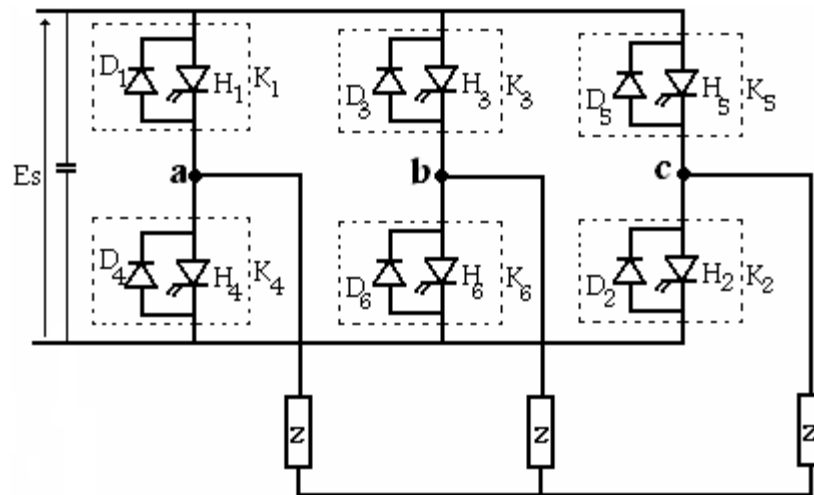 D1 H1 K1
D3 H3 K3
D5 H5 K5
Es
a
b
c
D4 H4 K4
D6 H6 K6
D2 H2 K2
Z
Z
Z